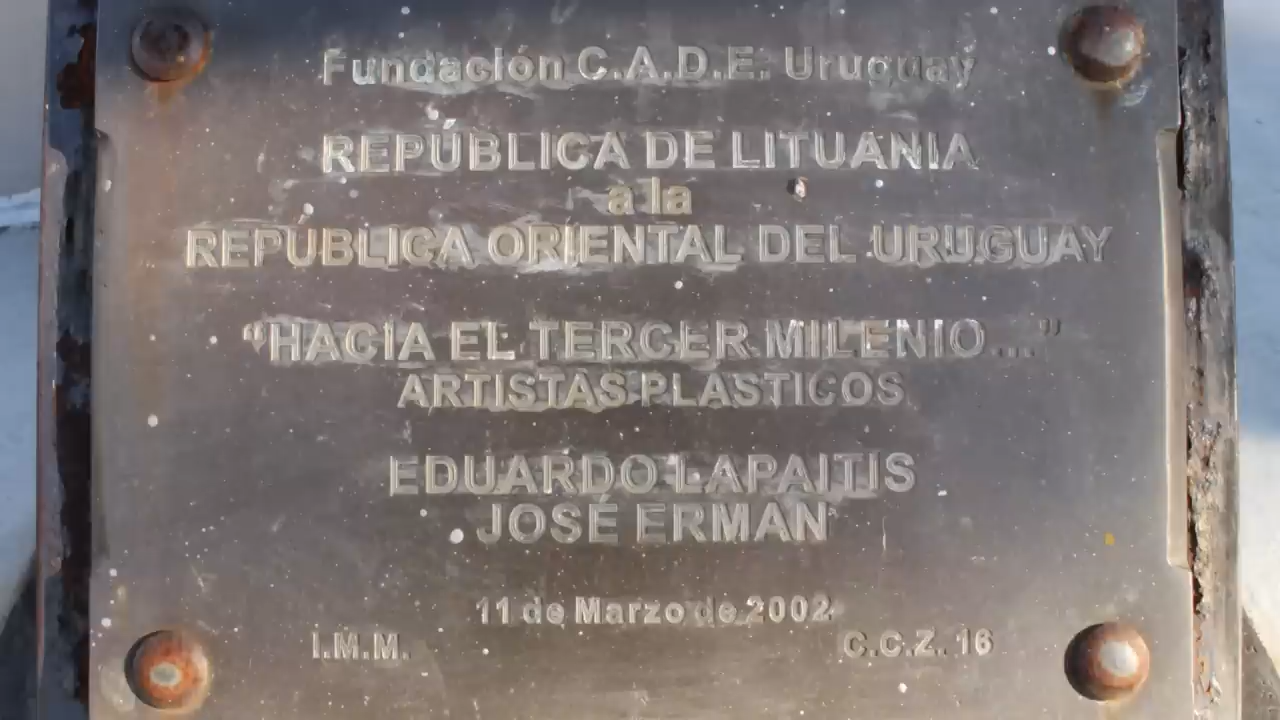 Fundación C.A.D.E. Uruguay
REPÚBLICA DE LITUANIA
a la
REPÚBLICA ORIENTAL DEL URUGUAY
"HACIA EL TERCER MILENIO..."
ARTISTAS PLASTICOS
EDUARDO LAPAITIS
JOSÉ ERMAN
11 de Marzo de 2002
I.M.M. C.C.Z. 16